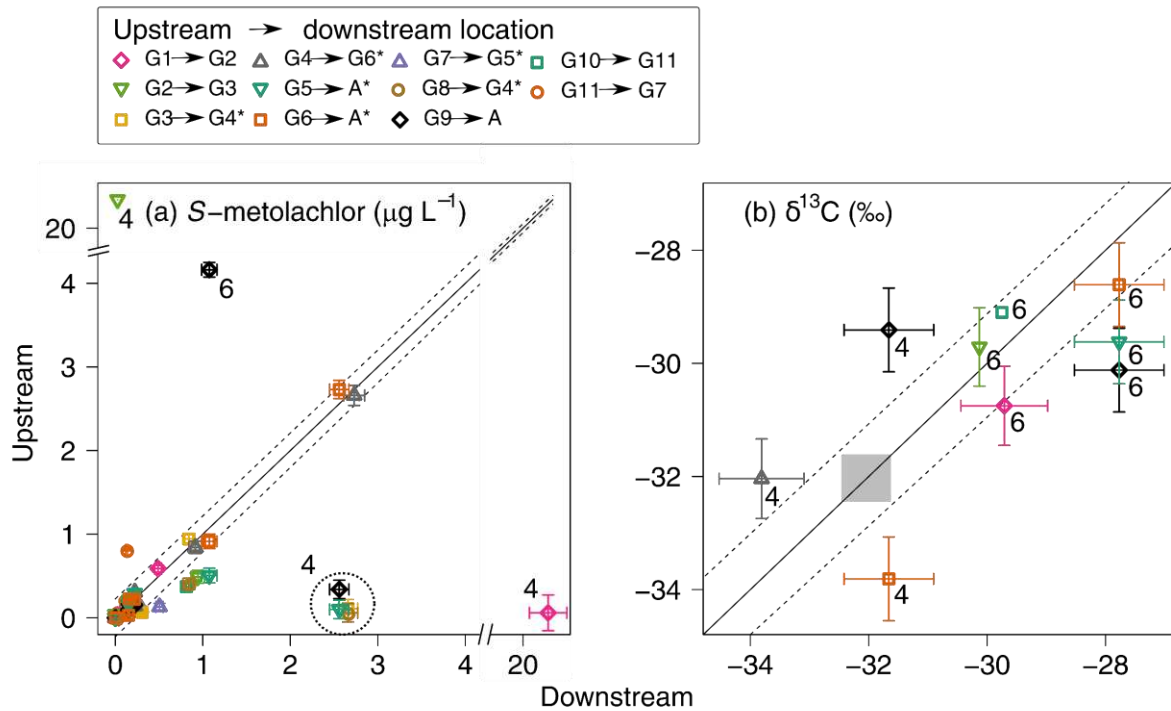 Upstream → downstream location
G1→G2 G4→G6* G7→G5* G10→G11
G2→G3 G5→A* G8→G4* G11→G7
G3→G4* G6→A* G9→A
(a) S−metolachlor (μg L⁻¹)
20
4
3
2
1
0
4
6
4
4
0 1 2 3 4 20
Upstream
(b) δ¹³C (‰)
−28
−30
−32
−34
6
6
4
6
6
6
6
4
4
−34 −32 −30 −28
Downstream